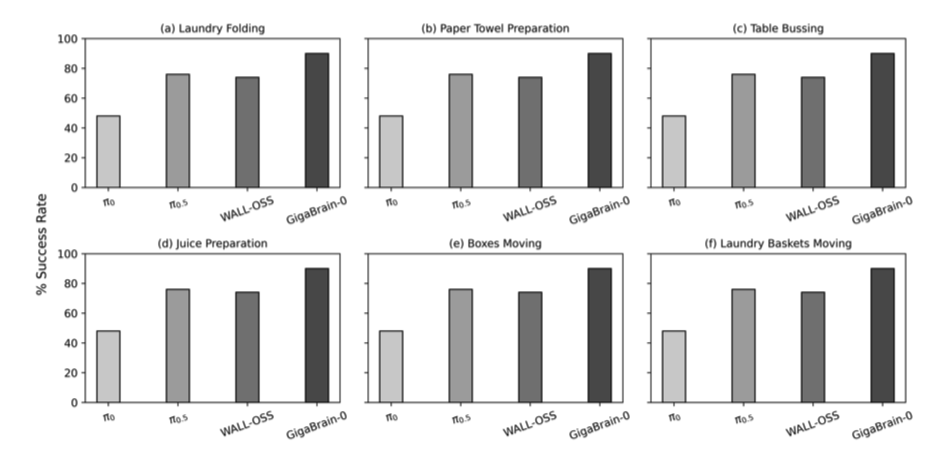 (a) Laundry Folding (b) Paper Towel Preparation (c) Table Bussing
100
80
60
40
20
0
π0 π0.5 WALL-OSS GigaBrain-0 π0 π0.5 WALL-OSS GigaBrain-0 π0 π0.5 WALL-OSS GigaBrain-0
% Success Rate
(d) Juice Preparation (e) Boxes Moving (f) Laundry Baskets Moving
100
80
60
40
20
0
π0 π0.5 WALL-OSS GigaBrain-0 π0 π0.5 WALL-OSS GigaBrain-0 π0 π0.5 WALL-OSS GigaBrain-0